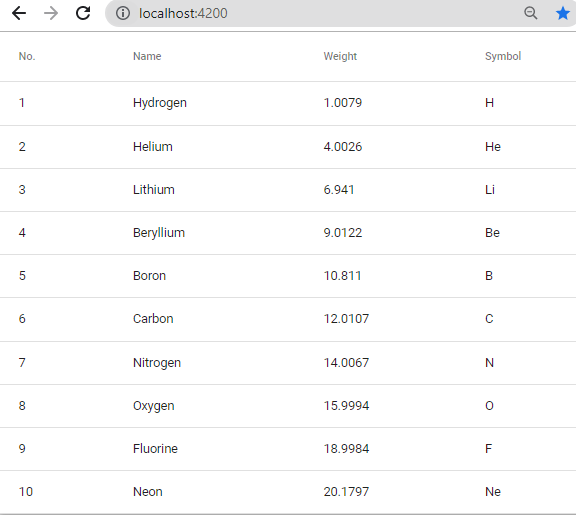 localhost:4200
No. Name Weight Symbol
1 Hydrogen 1.0079 H
2 Helium 4.0026 He
3 Lithium 6.941 Li
4 Beryllium 9.0122 Be
5 Boron 10.811 B
6 Carbon 12.0107 C
7 Nitrogen 14.0067 N
8 Oxygen 15.9994 O
9 Fluorine 18.9984 F
10 Neon 20.1797 Ne